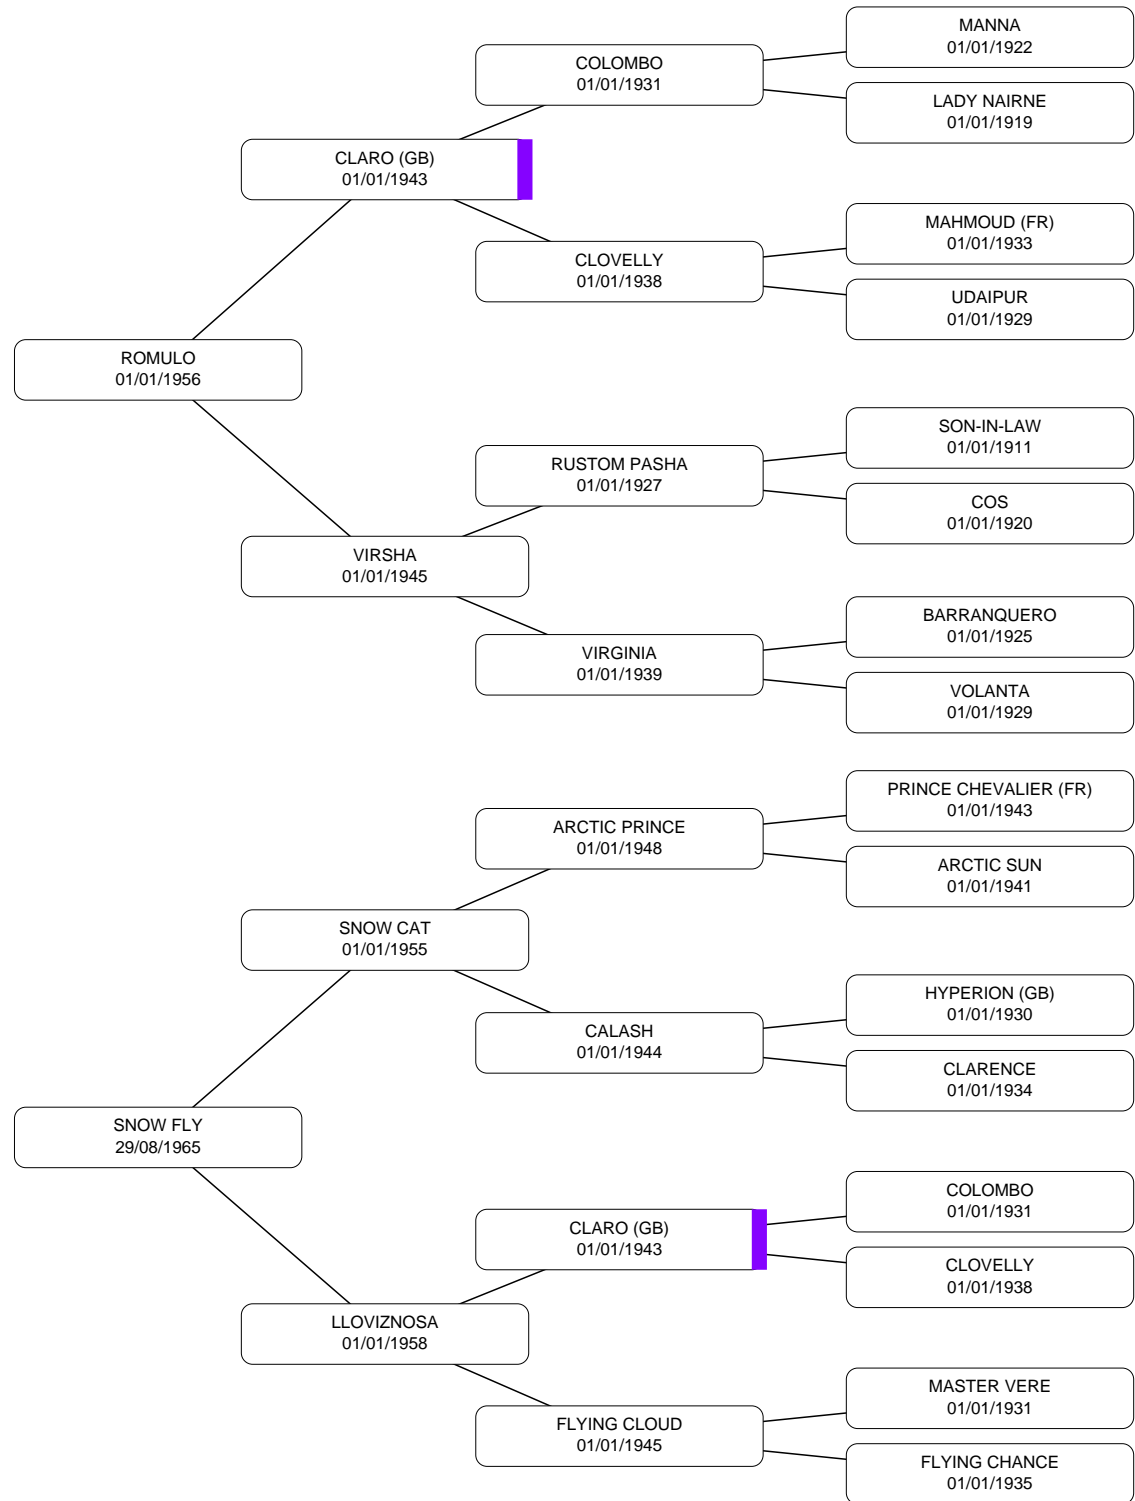 MANNA
01/01/1922
COLOMBO
01/01/1931
LADY NAIRNE
01/01/1919
CLARO (GB)
01/01/1943
MAHMOUD (FR)
01/01/1933
CLOVELLY
01/01/1938
UDAIPUR
01/01/1929
ROMULO
01/01/1956
SON-IN-LAW
01/01/1911
RUSTOM PASHA
01/01/1927
COS
01/01/1920
VIRSHA
01/01/1945
BARRANQUERO
01/01/1925
VIRGINIA
01/01/1939
VOLANTA
01/01/1929
PRINCE CHEVALIER (FR)
01/01/1943
ARCTIC PRINCE
01/01/1948
ARCTIC SUN
01/01/1941
SNOW CAT
01/01/1955
HYPERION (GB)
01/01/1930
CALASH
01/01/1944
CLARENCE
01/01/1934
SNOW FLY
29/08/1965
COLOMBO
01/01/1931
CLARO (GB)
01/01/1943
CLOVELLY
01/01/1938
LLOVIZNOSA
01/01/1958
MASTER VERE
01/01/1931
FLYING CLOUD
01/01/1945
FLYING CHANCE
01/01/1935